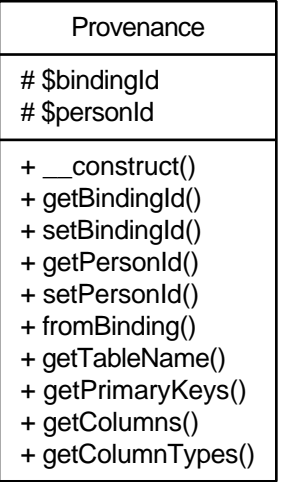 Provenance
# $bindingId
# $personId
+ __construct()
+ getBindingId()
+ setBindingId()
+ getPersonId()
+ setPersonId()
+ fromBinding()
+ getTableName()
+ getPrimaryKeys()
+ getColumns()
+ getColumnTypes()